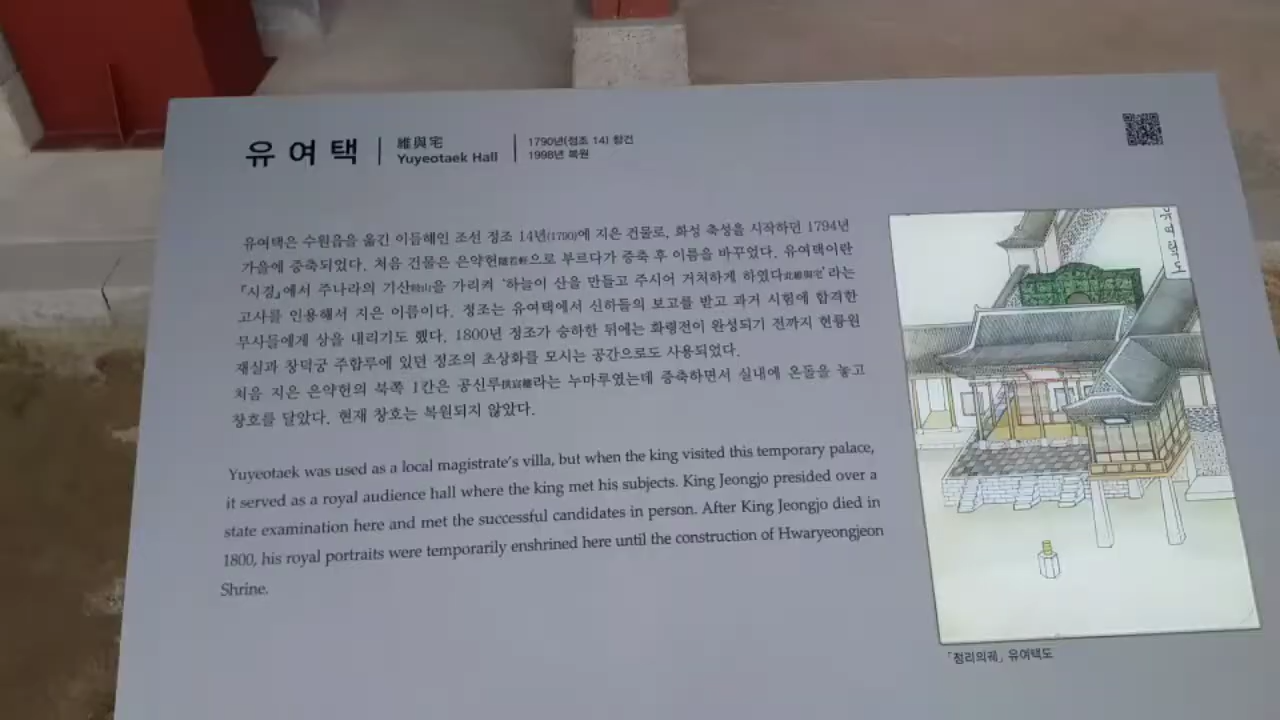 유여택
維與宅
Yuyeotaek Hall
1790년(정조 14) 창건
1998년 복원
유여택은 수원읍을 옮긴 이듬해인 조선 정조 14년(1790)에 지은 건물로, 화성 축성을 시작하던 1794년
가을에 증축되었다. 처음 건물은 은약헌隱若軒으로 부르다가 증축 후 이름을 바꾸었다. 유여택이란
『시경』에서 주나라의 기산岐山을 가리켜 ‘하늘이 산을 만들고 주시어 거처하게 하였다此維與宅’라는
고사를 인용해서 지은 이름이다. 정조는 유여택에서 신하들의 보고를 받고 과거 시험에 합격한
무사들에게 상을 내리기도 했다. 1800년 정조가 승하한 뒤에는 화령전이 완성되기 전까지 현륭원
재실과 창덕궁 주합루에 있던 정조의 초상화를 모시는 공간으로도 사용되었다.
처음 지은 은약헌의 북쪽 1칸은 공신루拱宸樓라는 누마루였는데 증축하면서 실내에 온돌을 놓고
창호를 달았다. 현재 창호는 복원되지 않았다.
Yuyeotaek was used as a local magistrate's villa, but when the king visited this temporary palace,
it served as a royal audience hall where the king met his subjects. King Jeongjo presided over a
state examination here and met the successful candidates in person. After King Jeongjo died in
1800, his royal portraits were temporarily enshrined here until the construction of Hwaryeongjeon
Shrine.
유여택도
「정리의궤」 유여택도